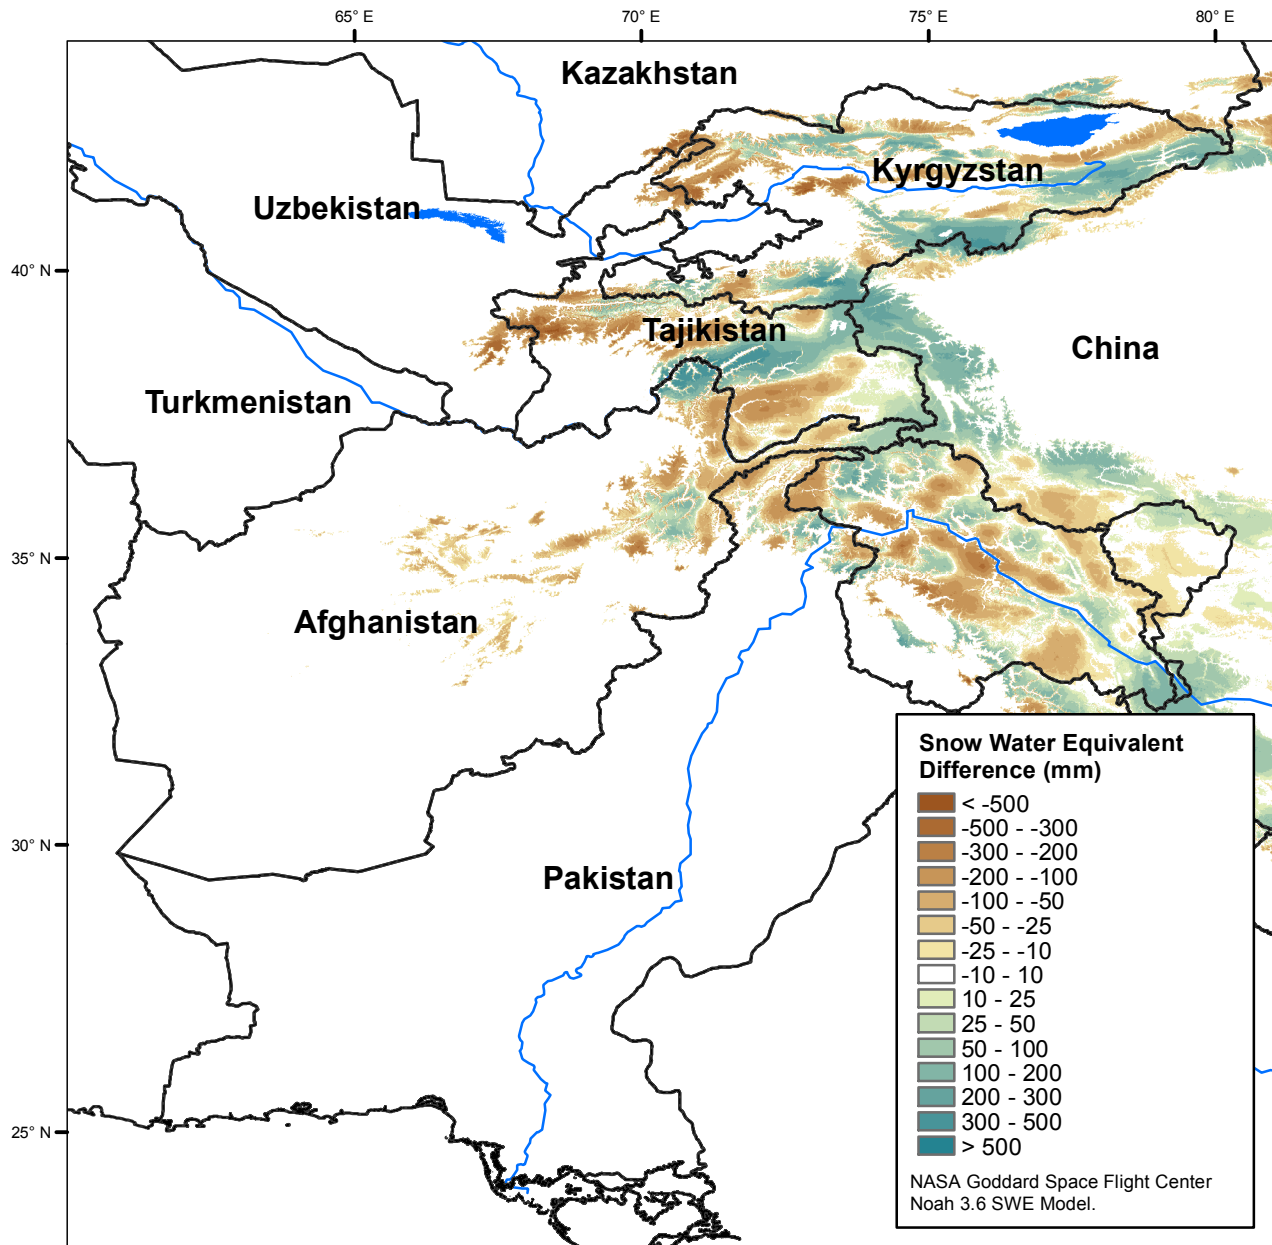 65° E
70° E
75° E
80° E
Kazakhstan
Kyrgyzstan
Uzbekistan
40° N
Tajikistan
China
Turkmenistan
35° N
Afghanistan
Snow Water Equivalent
Difference (mm)
< -500
-500 - -300
30° N
-300 - -200
Pakistan
-200 - -100
-100 - -50
-50 - -25
-25 - -10
-10 - 10
10 - 25
25 - 50
50 - 100
100 - 200
200 - 300
300 - 500
25° N
> 500
NASA Goddard Space Flight Center
Noah 3.6 SWE Model.